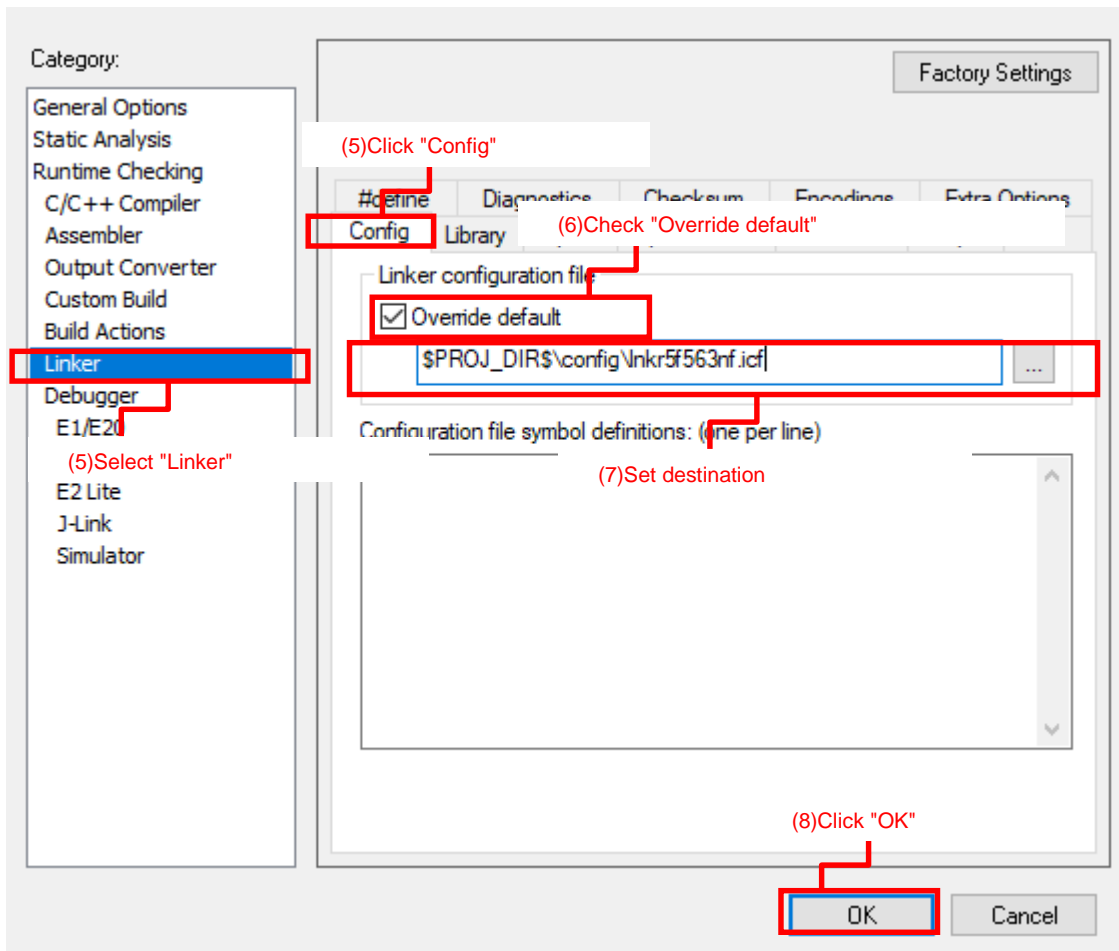 Category:
Factory Settings
General Options
Static Analysis
Runtime Checking
C/C++ Compiler
Assembler
Output Converter
Custom Build
Build Actions
Linker
Debugger
E1/E20
(5)Select "Linker"
E2 Lite
J-Link
Simulator
(5)Click "Config"
#define Diagnostics Checksum Encodings Extra Options
Config Library
(6)Check "Override default"
Linker configuration file
Override default
$PROJ_DIR$\config\lnkr5f563nf.icf
...
Configuration file symbol definitions: (one per line)
(7)Set destination
(8)Click "OK"
OK Cancel